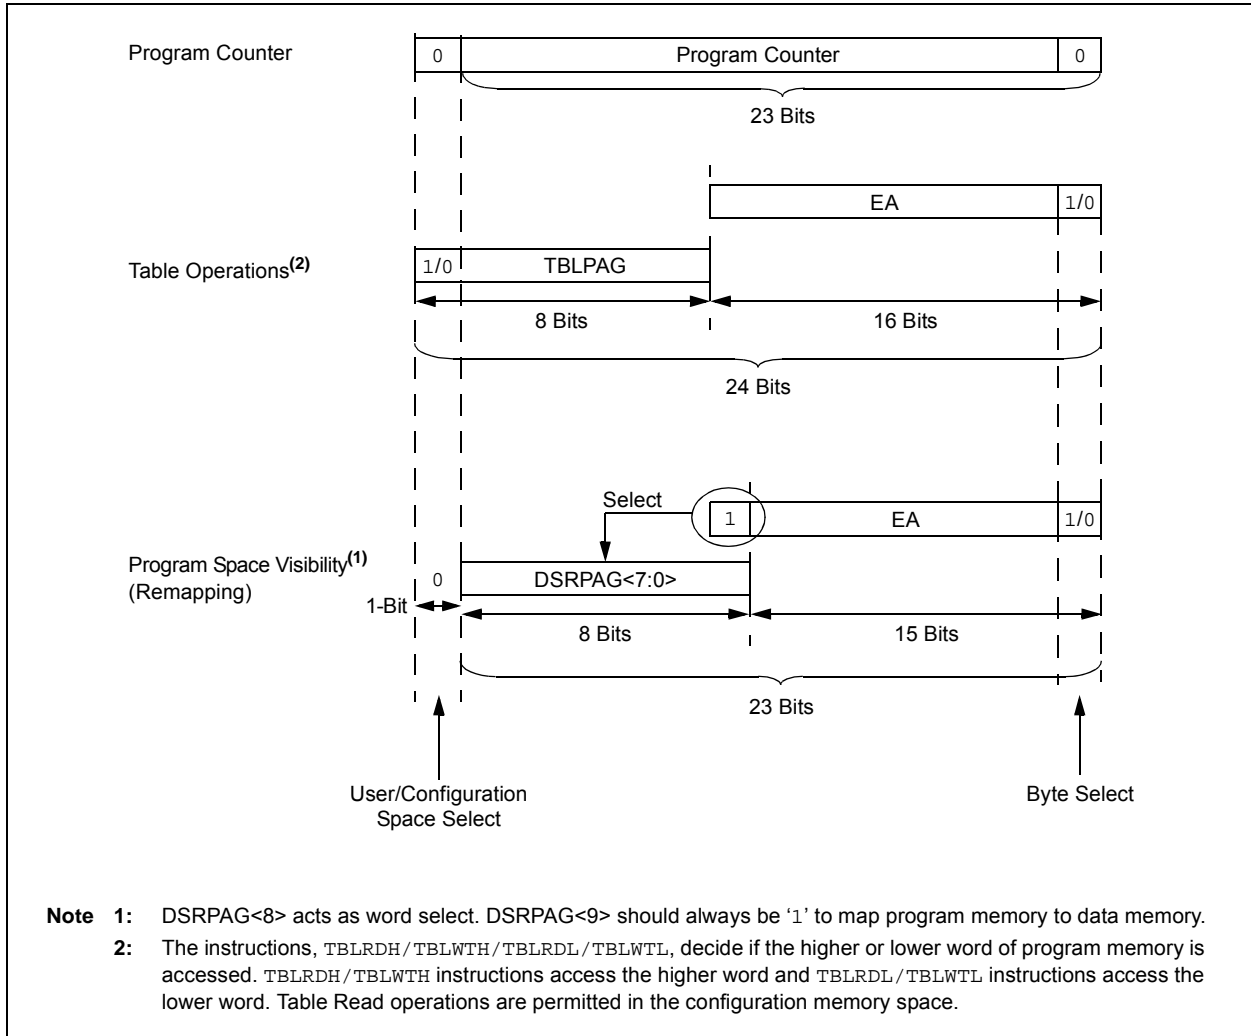 Program Counter
0 Program Counter 0
23 Bits
EA 1/0
Table Operations(2)
1/0 TBLPAG
8 Bits 16 Bits
24 Bits
Select
1 EA 1/0
Program Space Visibility(1)
(Remapping)
0 DSRPAG<7:0>
1-Bit
8 Bits 15 Bits
23 Bits
User/Configuration
Space Select
Byte Select
Note 1: DSRPAG<8> acts as word select. DSRPAG<9> should always be ‘1’ to map program memory to data memory.
2: The instructions, TBLRDH/TBLWTH/TBLRDL/TBLWTL, decide if the higher or lower word of program memory is
accessed. TBLRDH/TBLWTH instructions access the higher word and TBLRDL/TBLWTL instructions access the
lower word. Table Read operations are permitted in the configuration memory space.